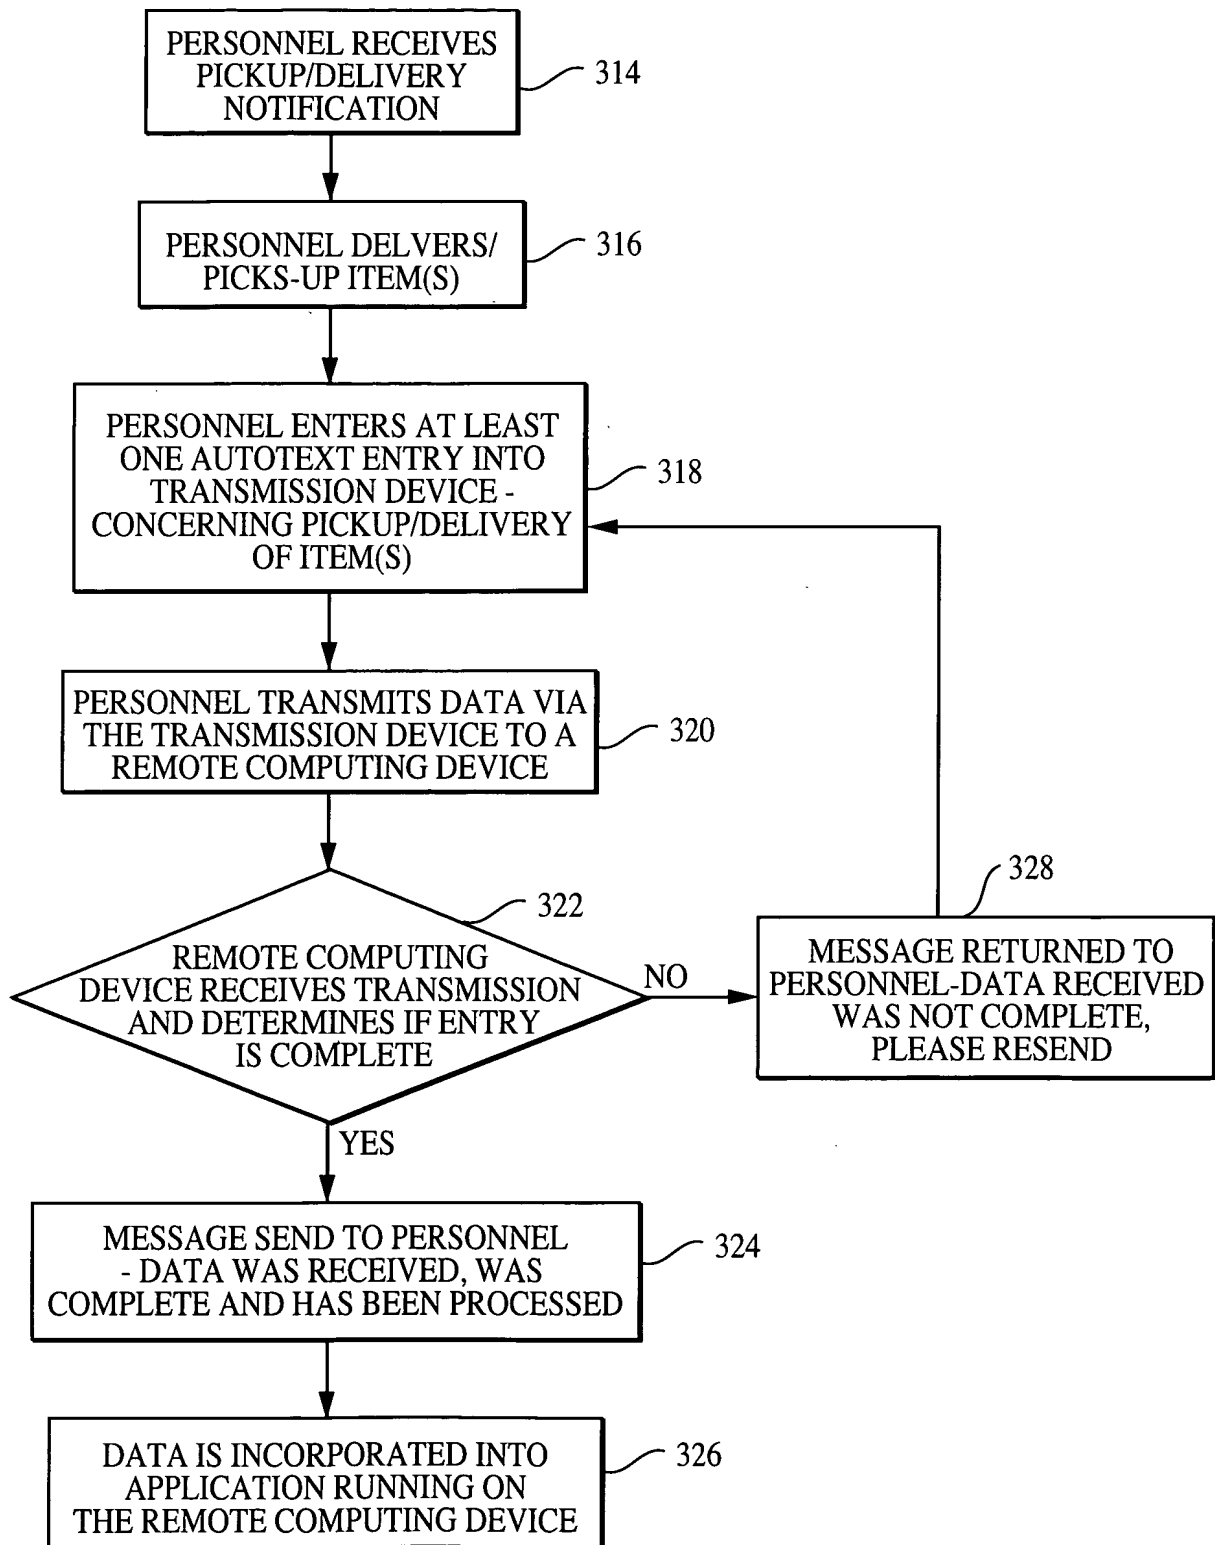 PERSONNEL RECEIVES
PICKUP/DELIVERY
NOTIFICATION
314
PERSONNEL DELVERS/
PICKS-UP ITEM(S)
316
PERSONNEL ENTERS AT LEAST
ONE AUTOTEXT ENTRY INTO
TRANSMISSION DEVICE -
CONCERNING PICKUP/DELIVERY
OF ITEM(S)
318
PERSONNEL TRANSMITS DATA VIA
THE TRANSMISSION DEVICE TO A
REMOTE COMPUTING DEVICE
320
REMOTE COMPUTING
DEVICE RECEIVES TRANSMISSION
AND DETERMINES IF ENTRY
IS COMPLETE
322
NO
MESSAGE RETURNED TO
PERSONNEL-DATA RECEIVED
WAS NOT COMPLETE,
PLEASE RESEND
328
YES
MESSAGE SEND TO PERSONNEL
- DATA WAS RECEIVED, WAS
COMPLETE AND HAS BEEN PROCESSED
324
DATA IS INCORPORATED INTO
APPLICATION RUNNING ON
THE REMOTE COMPUTING DEVICE
326